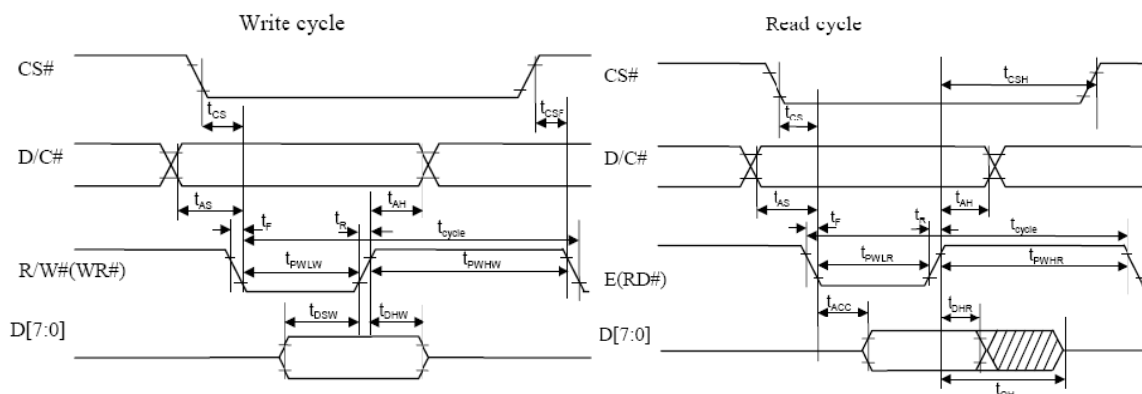 Write cycle
CS#
tCS
tCSF
D/C#
tAS
tF
tR
tAH
tcycle
R/W#(WR#)
tPWLW
tPWHW
tDSW
tDHW
D[7:0]
Read cycle
CS#
tCSH
tCS
D/C#
tAS
tF
tR
tAH
tcycle
E(RD#)
tPWLR
tPWHR
tACC
tDHR
D[7:0]